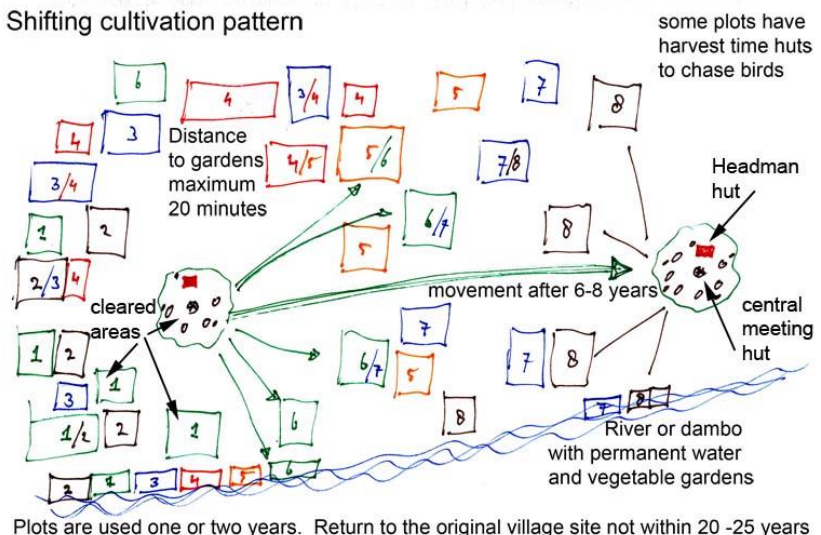 Shifting cultivation pattern
some plots have
harvest time huts
to chase birds
6
4
3/4
4
5
7
8
4
3
Distance
to gardens
maximum
20 minutes
4/5
5/6
7/8
3/4
Headman
hut
1
2
6/7
8
5
2/3
4
movement after 6-8 years
cleared
areas
central
meeting
hut
1
2
1
3
6/7
7
5
7
8
1/2
2
1
6
8
7
8
River or dambo
with permanent water
and vegetable gardens
2
3
4
5
6
Plots are used one or two years. Return to the original village site not within 20 -25 years